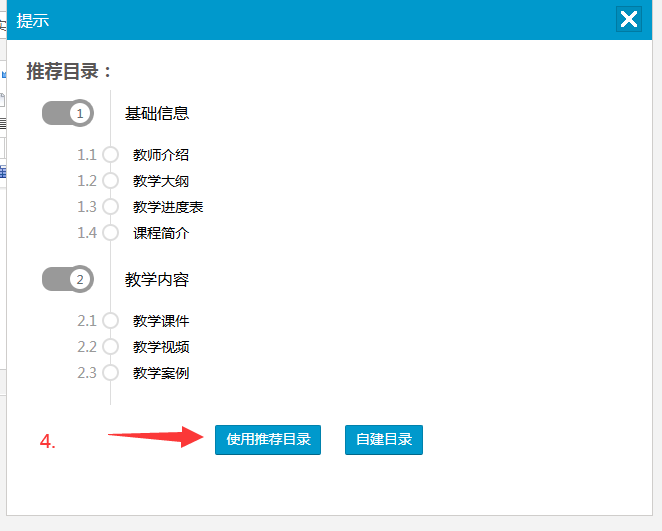 提示
推荐目录：
1 基础信息
1.1 教师介绍
1.2 教学大纲
1.3 教学进度表
1.4 课程简介
2 教学内容
2.1 教学课件
2.2 教学视频
2.3 教学案例
4. 使用推荐目录 自建目录